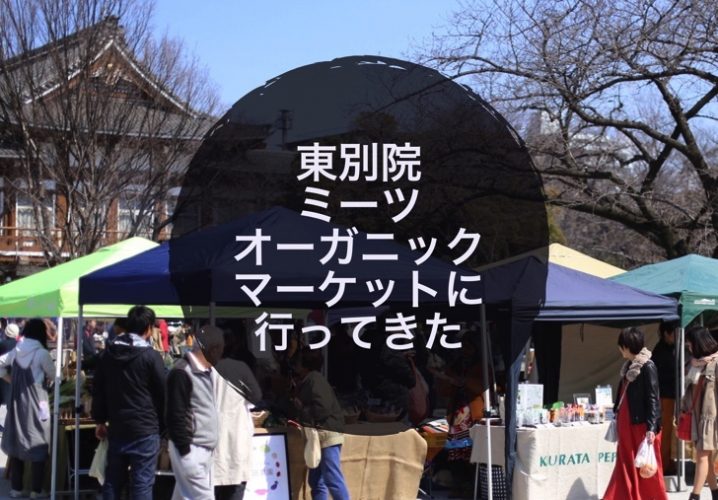 東別院
ミーツ
オーガニック
マーケットに
行ってきた
KURATA PEP